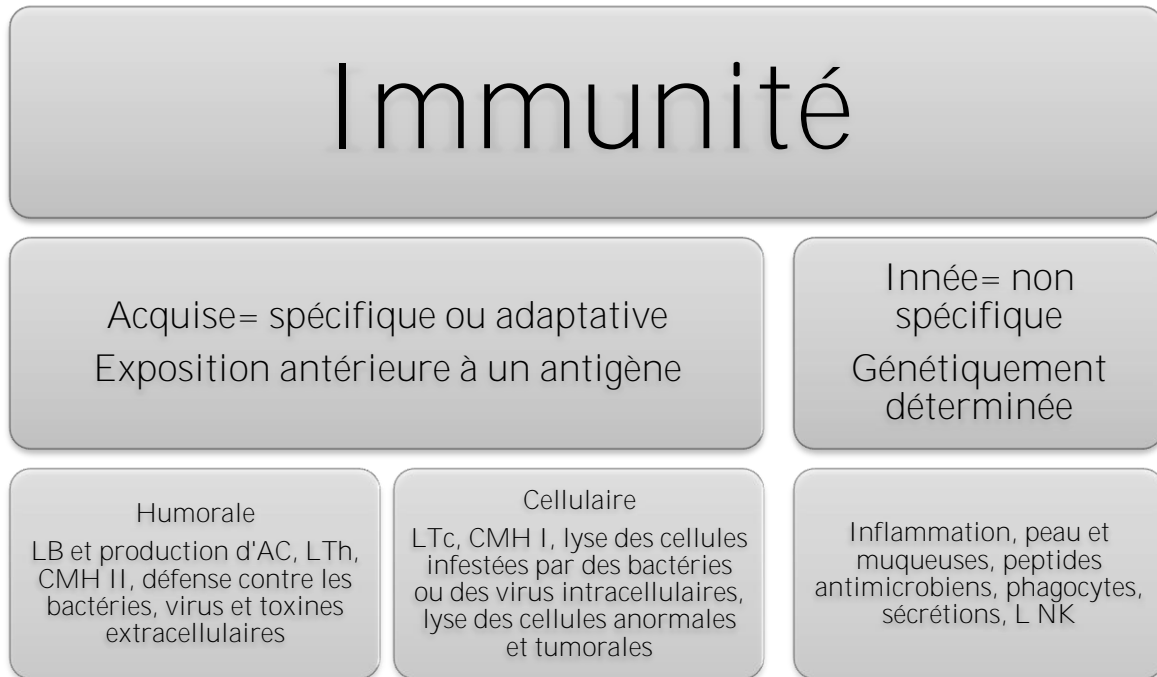 Immunité
Acquise= spécifique ou adaptative
Exposition antérieure à un antigène
Innée= non
spécifique
Génétiquement
déterminée
Humorale
LB et production d'AC, LTh,
CMH II, défense contre les
bactéries, virus et toxines
extracellulaires
Cellulaire
LTc, CMH I, lyse des cellules
infestées par des bactéries
ou des virus intracellulaires,
lyse des cellules anormales
et tumorales
Inflammation, peau et
muqueuses, peptides
antimicrobiens, phagocytes,
sécrétions, L NK